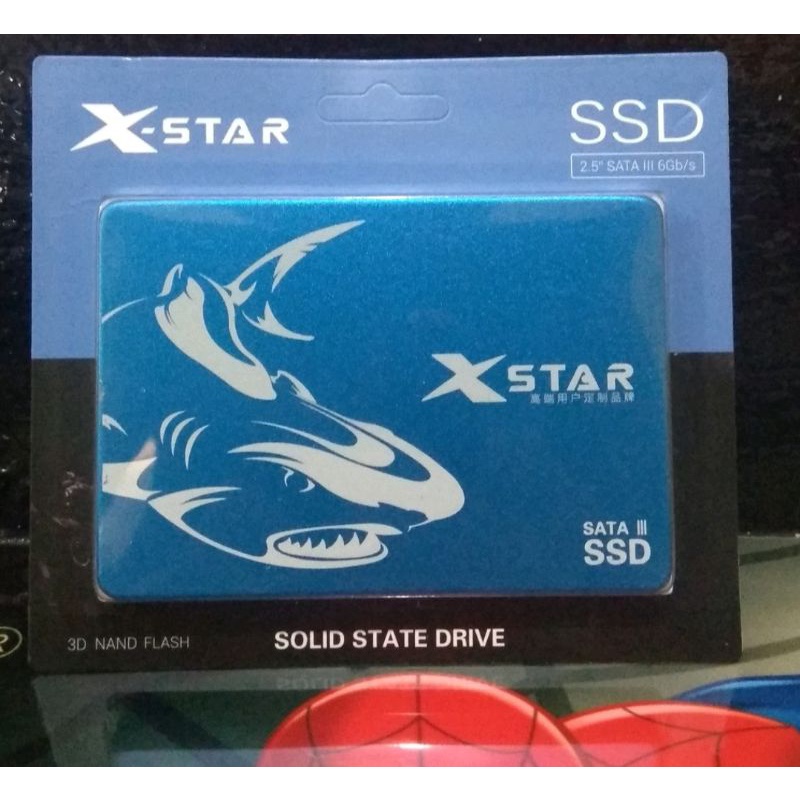 X-STAR
SSD
2.5" SATA III 6Gb/s
XSTAR
高端用户定制品牌
SATA III
SSD
3D NAND FLASH
SOLID STATE DRIVE
R